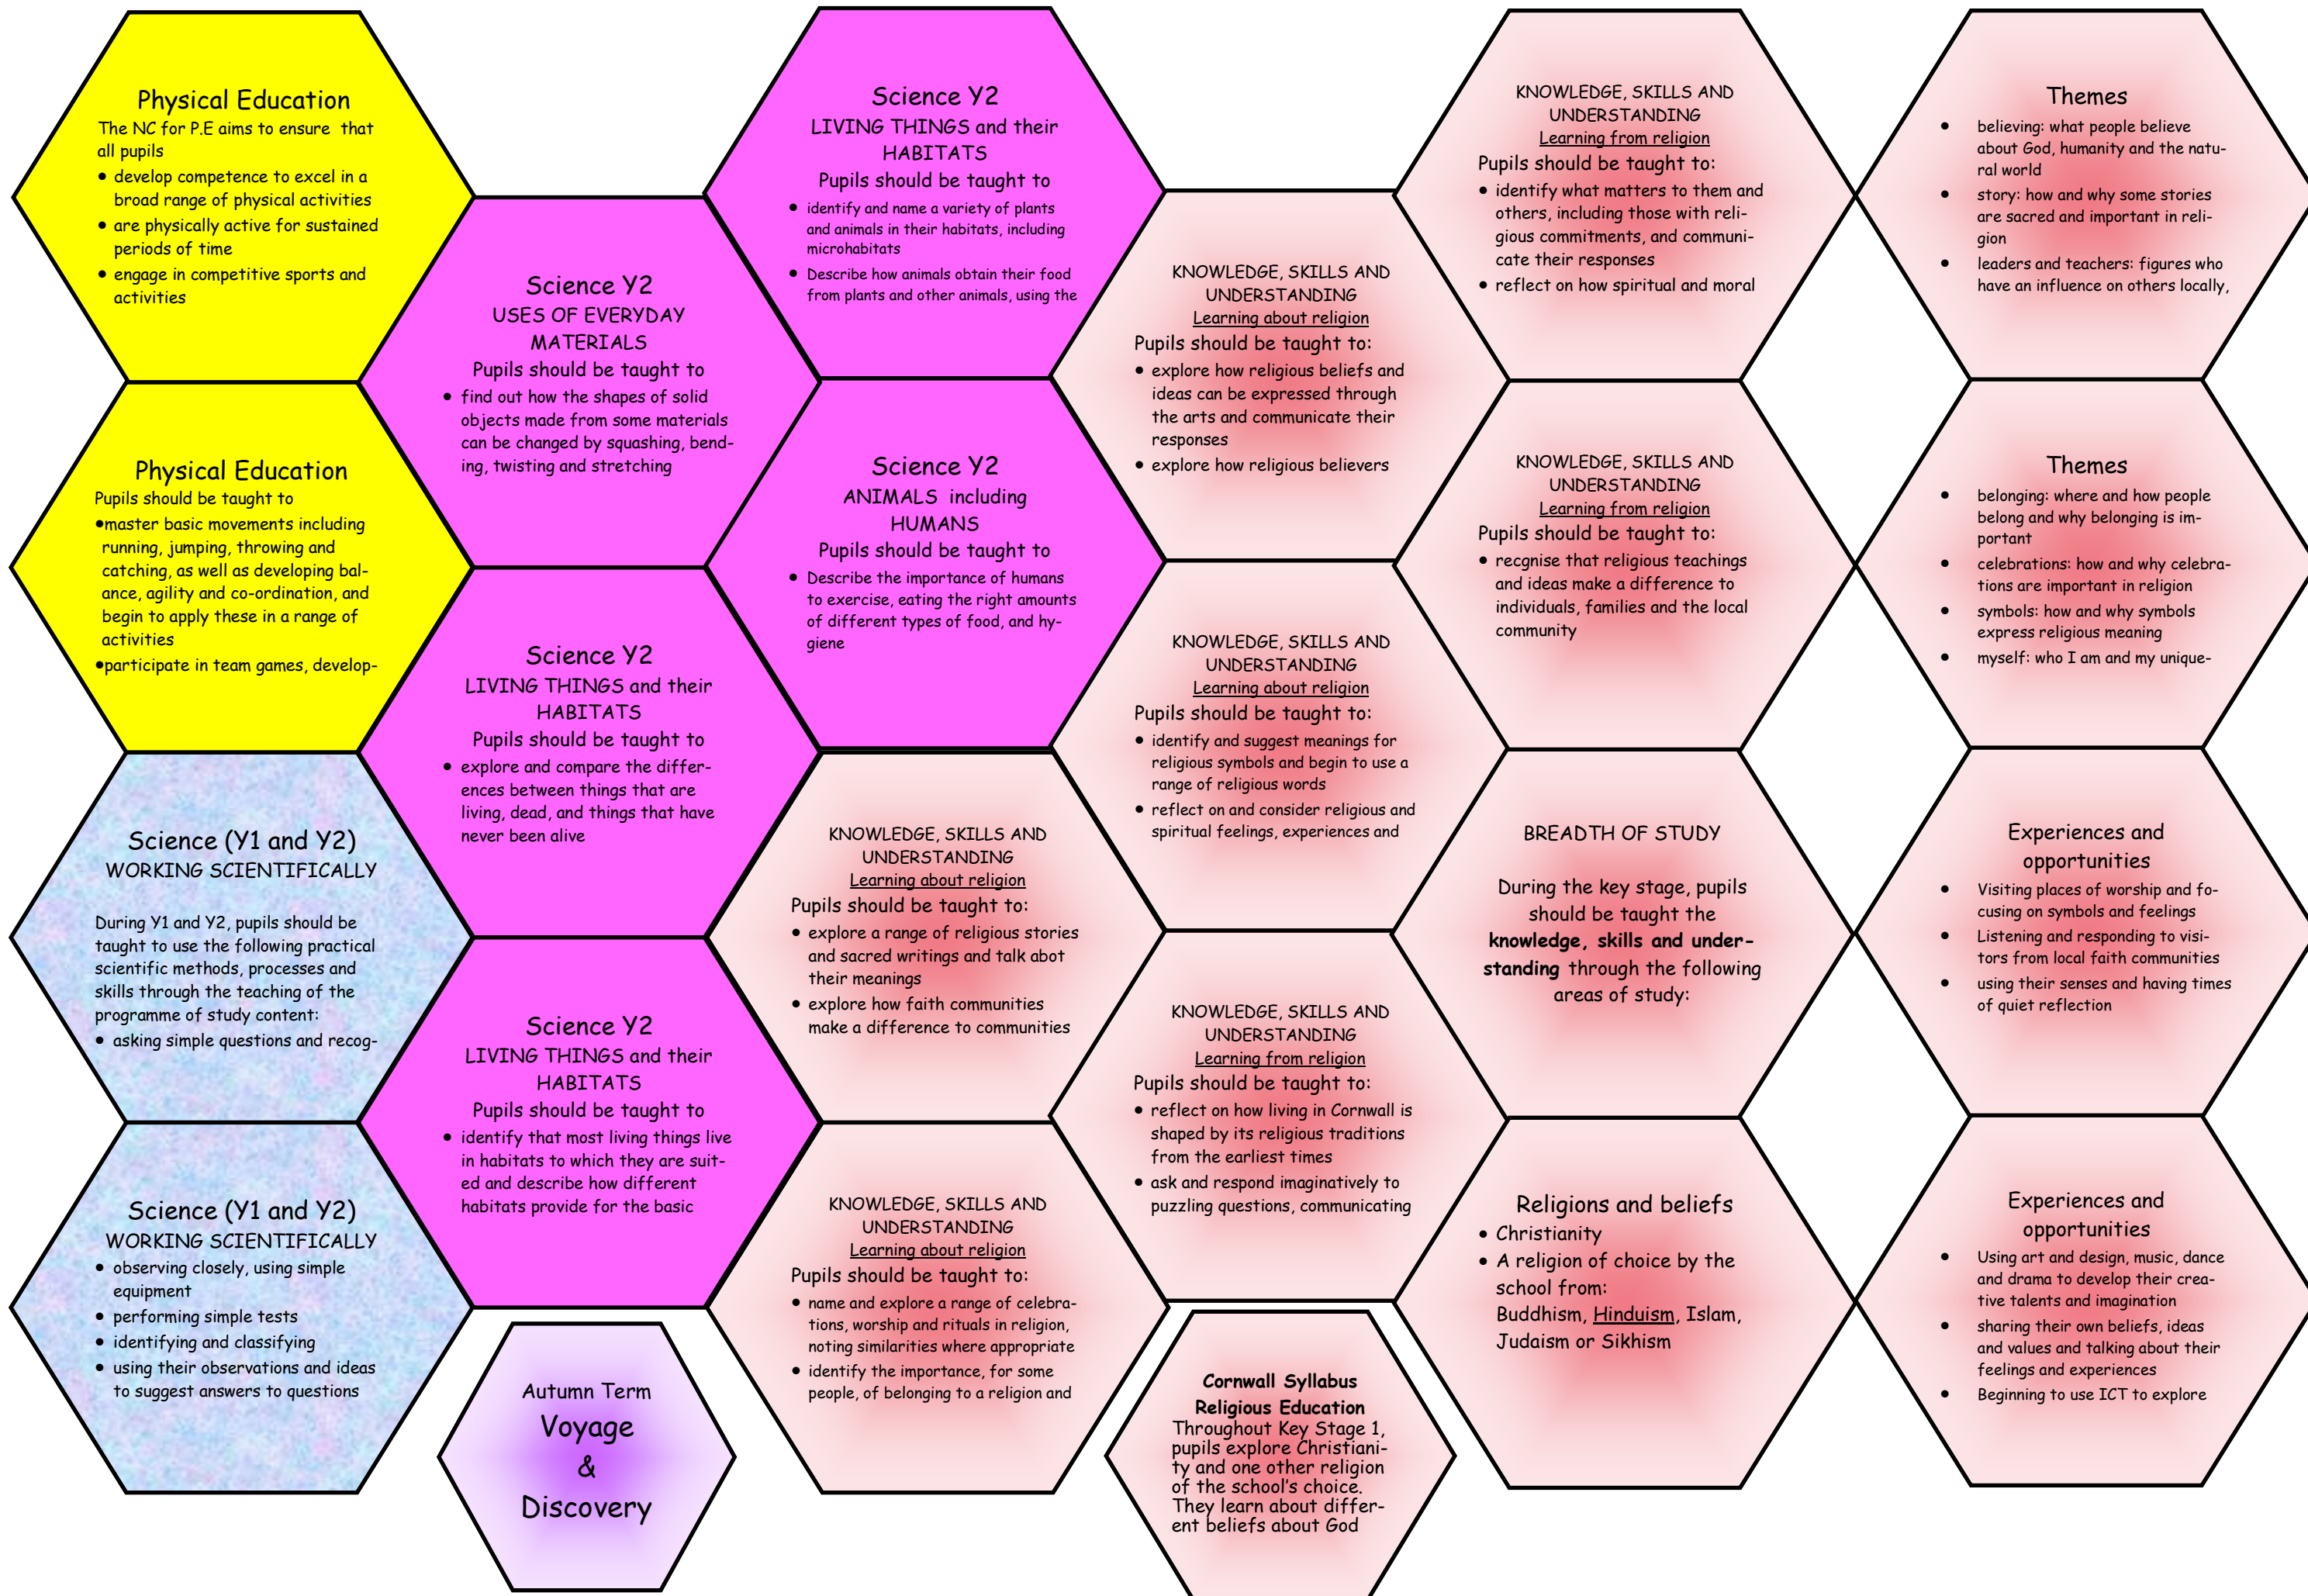 Physical Education
The NC for P.E aims to ensure that
all pupils
• develop competence to excel in a
broad range of physical activities
• are physically active for sustained
periods of time
• engage in competitive sports and
activities
Physical Education
Pupils should be taught to
•master basic movements including
running, jumping, throwing and
catching, as well as developing bal-
ance, agility and co-ordination, and
begin to apply these in a range of
activities
•participate in team games, develop-
Science (Y1 and Y2)
WORKING SCIENTIFICALLY
During Y1 and Y2, pupils should be
taught to use the following practical
scientific methods, processes and
skills through the teaching of the
programme of study content:
• asking simple questions and recog-
Science (Y1 and Y2)
WORKING SCIENTIFICALLY
• observing closely, using simple
equipment
• performing simple tests
• identifying and classifying
• using their observations and ideas
to suggest answers to questions
Science Y2
USES OF EVERYDAY
MATERIALS
Pupils should be taught to
• find out how the shapes of solid
objects made from some materials
can be changed by squashing, bend-
ing, twisting and stretching
Science Y2
LIVING THINGS and their
HABITATS
Pupils should be taught to
• explore and compare the differ-
ences between things that are
living, dead, and things that have
never been alive
Science Y2
LIVING THINGS and their
HABITATS
Pupils should be taught to
• identify that most living things live
in habitats to which they are suit-
ed and describe how different
habitats provide for the basic
Autumn Term
Voyage
&
Discovery
Science Y2
LIVING THINGS and their
HABITATS
Pupils should be taught to
• identify and name a variety of plants
and animals in their habitats, including
microhabitats
• Describe how animals obtain their food
from plants and other animals, using the
Science Y2
ANIMALS including
HUMANS
Pupils should be taught to
• Describe the importance of humans
to exercise, eating the right amounts
of different types of food, and hy-
giene
KNOWLEDGE, SKILLS AND
UNDERSTANDING
Learning about religion
Pupils should be taught to:
• explore a range of religious stories
and sacred writings and talk abot
their meanings
• explore how faith communities
make a difference to communities
KNOWLEDGE, SKILLS AND
UNDERSTANDING
Learning about religion
Pupils should be taught to:
• name and explore a range of celebra-
tions, worship and rituals in religion,
noting similarities where appropriate
• identify the importance, for some
people, of belonging to a religion and
KNOWLEDGE, SKILLS AND
UNDERSTANDING
Learning about religion
Pupils should be taught to:
• explore how religious beliefs and
ideas can be expressed through
the arts and communicate their
responses
• explore how religious believers
KNOWLEDGE, SKILLS AND
UNDERSTANDING
Learning about religion
Pupils should be taught to:
• identify and suggest meanings for
religious symbols and begin to use a
range of religious words
• reflect on and consider religious and
spiritual feelings, experiences and
KNOWLEDGE, SKILLS AND
UNDERSTANDING
Learning from religion
Pupils should be taught to:
• reflect on how living in Cornwall is
shaped by its religious traditions
from the earliest times
• ask and respond imaginatively to
puzzling questions, communicating
Cornwall Syllabus
Religious Education
Throughout Key Stage 1,
pupils explore Christiani-
ty and one other religion
of the school's choice.
They learn about differ-
ent beliefs about God
KNOWLEDGE, SKILLS AND
UNDERSTANDING
Learning from religion
Pupils should be taught to:
• identify what matters to them and
others, including those with reli-
gious commitments, and communi-
cate their responses
• reflect on how spiritual and moral
KNOWLEDGE, SKILLS AND
UNDERSTANDING
Learning from religion
Pupils should be taught to:
• recgnise that religious teachings
and ideas make a difference to
individuals, families and the local
community
BREADTH OF STUDY
During the key stage, pupils
should be taught the
knowledge, skills and under-
standing through the following
areas of study:
Religions and beliefs
• Christianity
• A religion of choice by the
school from:
Buddhism, Hinduism, Islam,
Judaism or Sikhism
Themes
• believing: what people believe
about God, humanity and the natu-
ral world
• story: how and why some stories
are sacred and important in reli-
gion
• leaders and teachers: figures who
have an influence on others locally,
Themes
• belonging: where and how people
belong and why belonging is im-
portant
• celebrations: how and why celebra-
tions are important in religion
• symbols: how and why symbols
express religious meaning
• myself: who I am and my unique-
Experiences and
opportunities
• Visiting places of worship and fo-
cusing on symbols and feelings
• Listening and responding to visi-
tors from local faith communities
• using their senses and having times
of quiet reflection
Experiences and
opportunities
• Using art and design, music, dance
and drama to develop their crea-
tive talents and imagination
• sharing their own beliefs, ideas
and values and talking about their
feelings and experiences
• Beginning to use ICT to explore